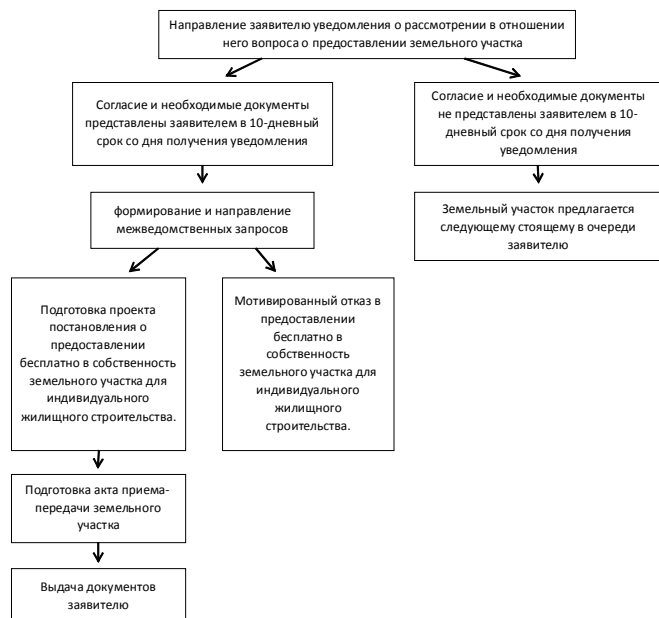 Направление заявителю уведомления о рассмотрении в отношении
него вопроса о предоставлении земельного участка
Согласие и необходимые документы
представлены заявителем в 10-дневный
срок со дня получения уведомления
Согласие и необходимые документы
не представлены заявителем в 10-
дневный срок со дня получения
уведомления
формирование и направление
межведомственных запросов
Земельный участок предлагается
следующему стоящему в очереди
заявителю
Подготовка проекта
постановления о
предоставлении
бесплатно в собственность
земельного участка для
индивидуального
жилищного строительства.
Мотивированный отказ в
предоставлении
бесплатно в
собственность
земельного участка для
индивидуального
жилищного
строительства.
Подготовка акта приема-
передачи земельного
участка
Выдача документов
заявителю